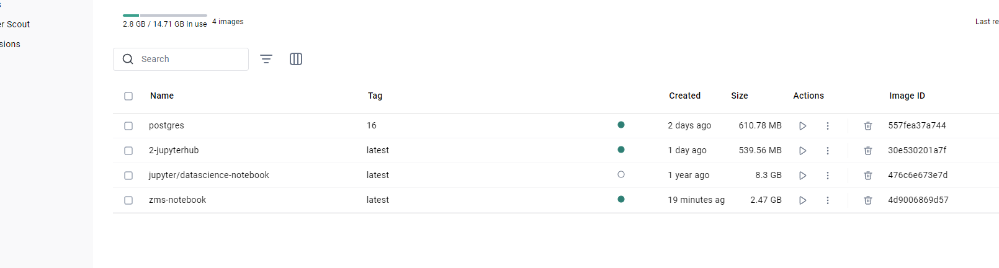 er Scout
sions
2.8 GB / 14.71 GB in use 4 images
Last re
Search
Name Tag Created Size Actions Image ID
postgres 16 2 days ago 610.78 MB 557fea37a744
2-jupyterhub latest 1 day ago 539.56 MB 30e530201a7f
jupyter/datascience-notebook latest 1 year ago 8.3 GB 476c6e673e7d
zms-notebook latest 19 minutes ag 2.47 GB 4d9006869d57